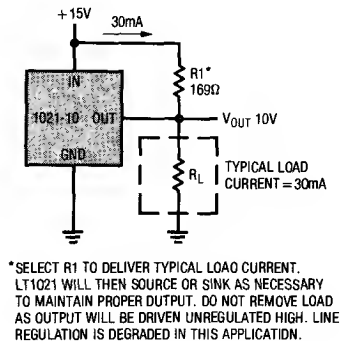 +15V
30mA
R1*
169Ω
IN
1021-10 OUT
GND
VOUT 10V
RL
TYPICAL LOAD
CURRENT = 30mA
*SELECT R1 TO DELIVER TYPICAL LOAO CURRENT.
LT1021 WILL THEN SOURCE OR SINK AS NECESSARY
TO MAINTAIN PROPER DUTPUT. DO NOT REMOVE LOAD
AS OUTPUT WILL BE DRIVEN UNREGULATED HIGH. LINE
REGULATION IS DEGRADED IN THIS APPLICATION.